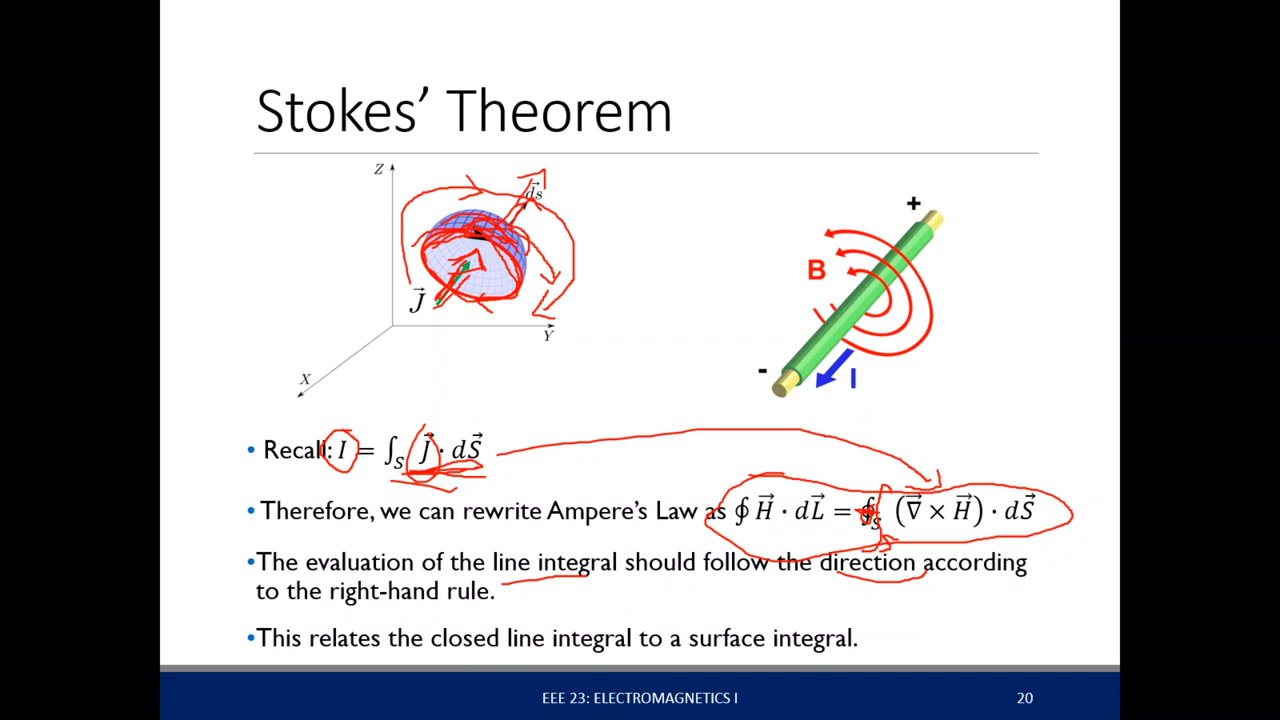 Stokes' Theorem
Z
d⃗s
J⃗
Y
X
+
B
-
I
• Recall: I = ∫_S J⃗ · dS⃗
• Therefore, we can rewrite Ampere's Law as ∮ H⃗ · dL⃗ = ∮_S (∇⃗ × H⃗) · dS⃗
• The evaluation of the line integral should follow the direction according
to the right-hand rule.
• This relates the closed line integral to a surface integral.
EEE 23: ELECTROMAGNETICS I
20